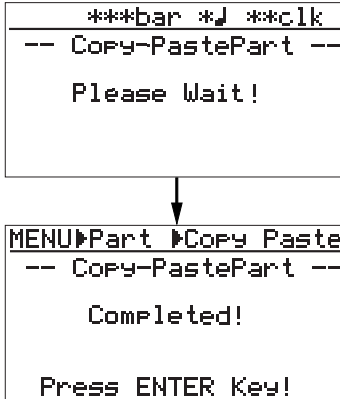 ***bar *♩ **clk
-- Copy-PastePart --
Please Wait!
MENU▶Part ▶Copy Paste
-- Copy-PastePart --
Completed!
Press ENTER Key!